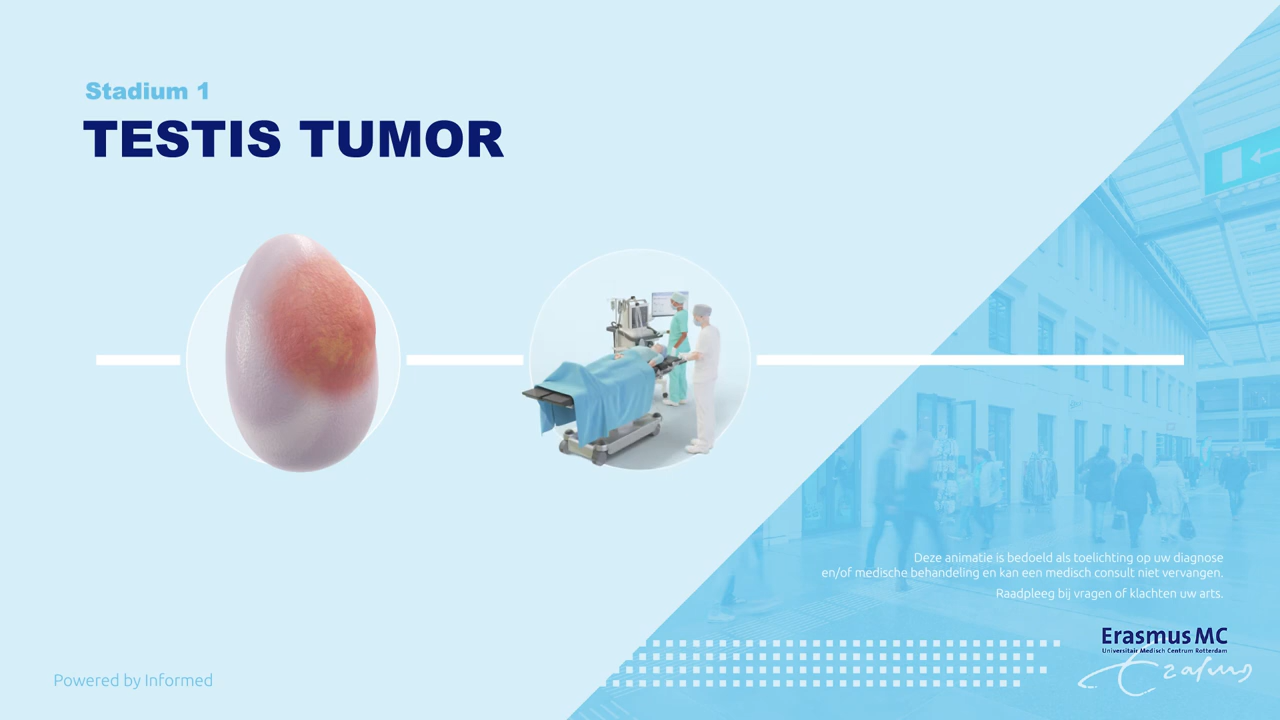 Stadium 1
TESTIS TUMOR
Deze animatie is bedoeld als toelichting op uw diagnose
en/of medische behandeling en kan een medisch consult niet vervangen.
Raadpleeg bij vragen of klachten uw arts.
Erasmus MC
Universitair Medisch Centrum Rotterdam
Erasmus
Powered by Informed